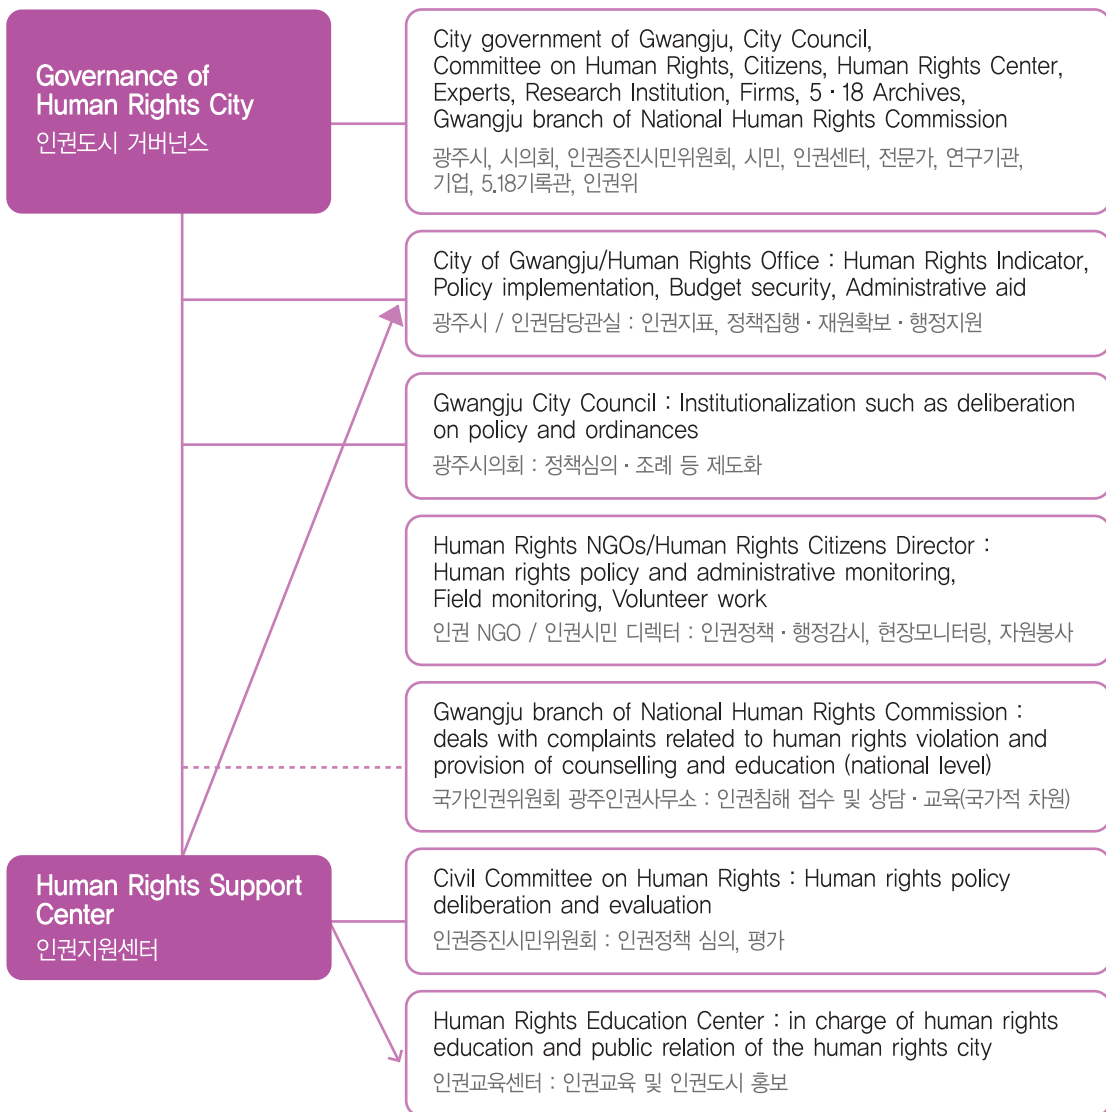 Governance of
Human Rights City
인권도시 거버넌스
City government of Gwangju, City Council,
Committee on Human Rights, Citizens, Human Rights Center,
Experts, Research Institution, Firms, 5 · 18 Archives,
Gwangju branch of National Human Rights Commission
광주시, 시의회, 인권증진시민위원회, 시민, 인권센터, 전문가, 연구기관,
기업, 5.18기록관, 인권위
City of Gwangju/Human Rights Office : Human Rights Indicator,
Policy implementation, Budget security, Administrative aid
광주시 / 인권담당관실 : 인권지표, 정책집행 · 재원확보 · 행정지원
Gwangju City Council : Institutionalization such as deliberation
on policy and ordinances
광주시의회 : 정책심의 · 조례 등 제도화
Human Rights NGOs/Human Rights Citizens Director :
Human rights policy and administrative monitoring,
Field monitoring, Volunteer work
인권 NGO / 인권시민 디렉터 : 인권정책 · 행정감시, 현장모니터링, 자원봉사
Gwangju branch of National Human Rights Commission :
deals with complaints related to human rights violation and
provision of counselling and education (national level)
국가인권위원회 광주인권사무소 : 인권침해 접수 및 상담 · 교육(국가적 차원)
Human Rights Support
Center
인권지원센터
Civil Committee on Human Rights : Human rights policy
deliberation and evaluation
인권증진시민위원회 : 인권정책 심의, 평가
Human Rights Education Center : in charge of human rights
education and public relation of the human rights city
인권교육센터 : 인권교육 및 인권도시 홍보